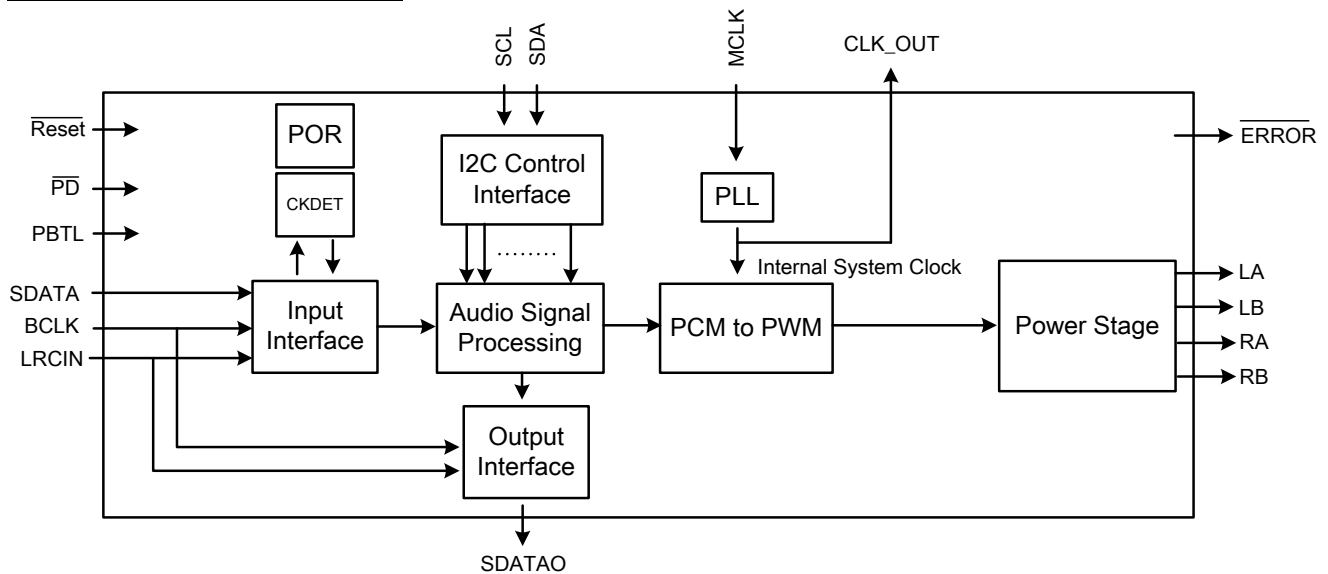 SCL
SDA
MCLK
CLK_OUT
Reset
PD
PBTL
SDATA
BCLK
LRCIN
POR
CKDET
I2C Control
Interface
........
PLL
Internal System Clock
Input
Interface
Audio Signal
Processing
PCM to PWM
Power Stage
Output
Interface
ERROR
LA
LB
RA
RB
SDATAO